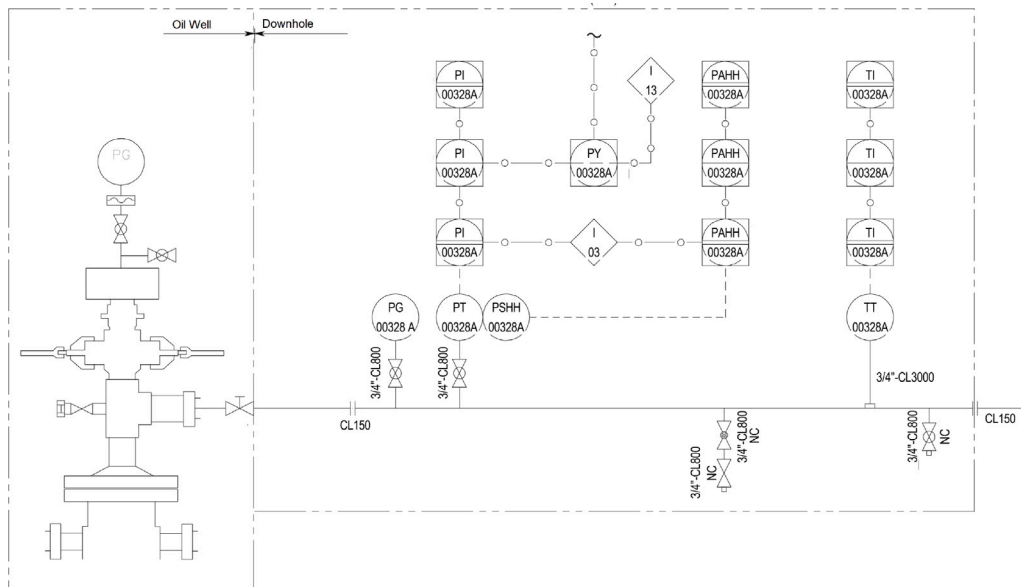 Oil Well
Downhole
PG
PI
00328A
I
13
PAHH
00328A
TI
00328A
PI
00328A
PY
00328A
PAHH
00328A
TI
00328A
PI
00328A
I
03
PAHH
00328A
TI
00328A
PG
00328 A
PT
00328A
PSHH
00328A
TT
00328A
3/4"-CL800
3/4"-CL800
3/4"-CL3000
CL150
CL150
3/4"-CL800
NC
3/4"-CL800
NC
3/4"-CL800
NC